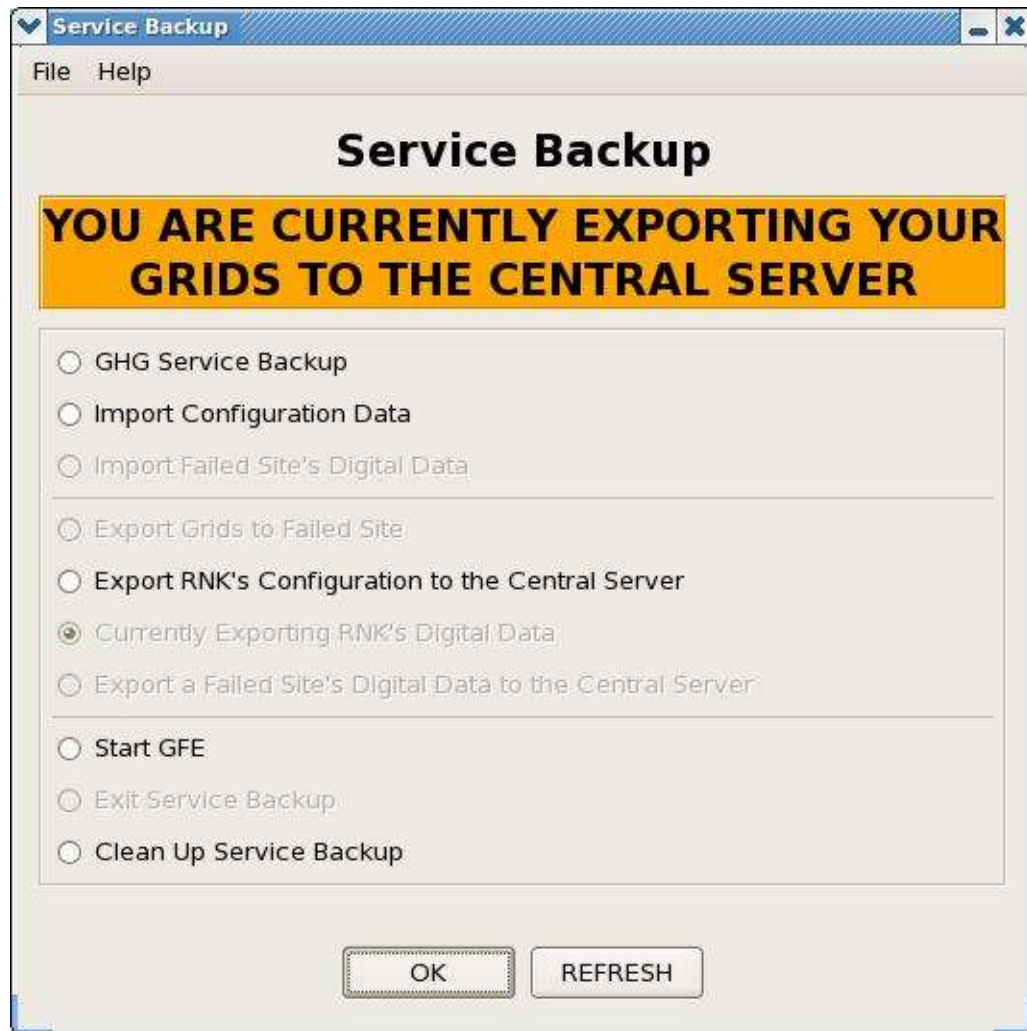 Service Backup
File Help
Service Backup
YOU ARE CURRENTLY EXPORTING YOUR
GRIDS TO THE CENTRAL SERVER
GHG Service Backup
Import Configuration Data
Import Failed Site's Digital Data
Export Grids to Failed Site
Export RNK's Configuration to the Central Server
Currently Exporting RNK's Digital Data
Export a Failed Site's Digital Data to the Central Server
Start GFE
Exit Service Backup
Clean Up Service Backup
OK REFRESH